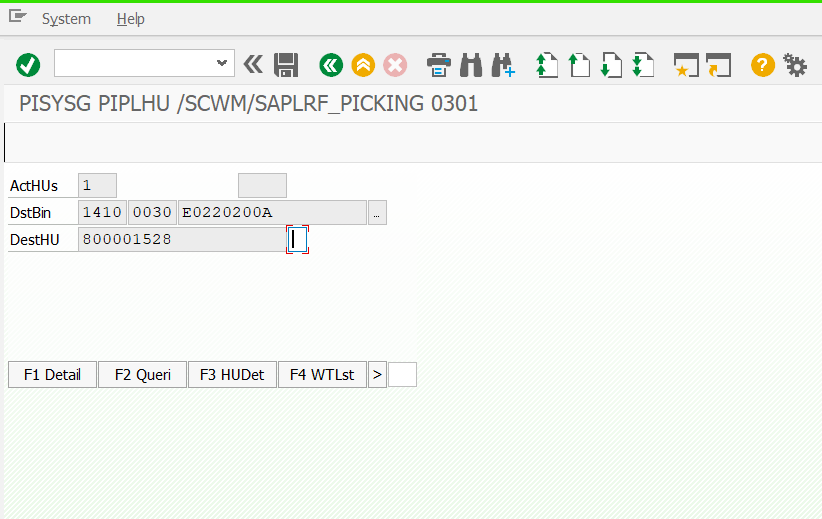 System Help
PISYSG PIPLHU /SCWM/SAPLRF_PICKING 0301
ActHUs 1
DstBin 1410 0030 E0220200A …
DestHU 800001528
F1 Detail F2 Queri F3 HUDet F4 WTLst >